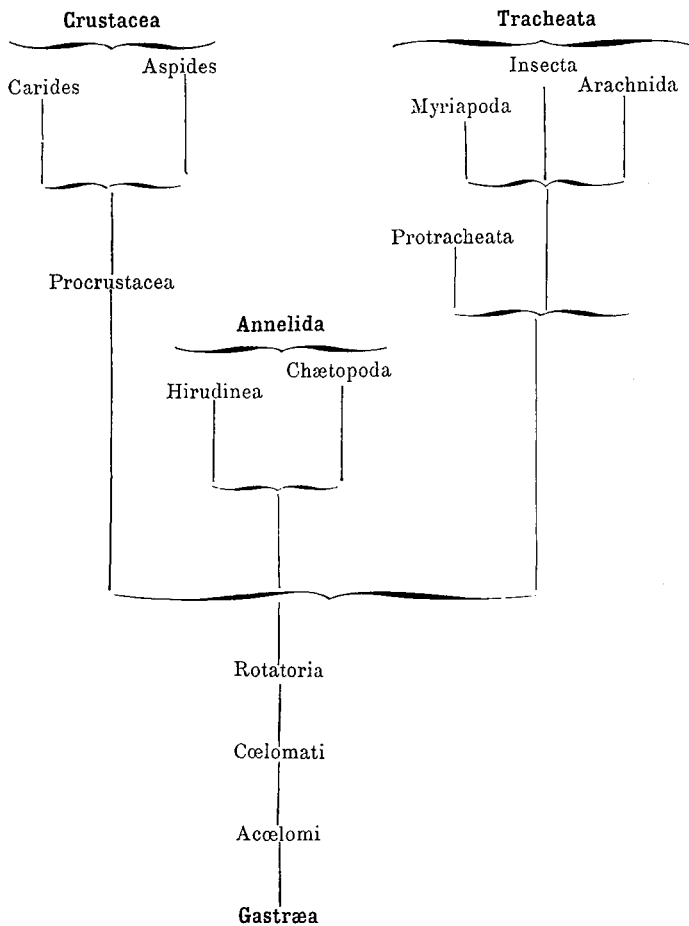 Crustacea
Tracheata
Carides
Aspides
Myriapoda
Insecta
Arachnida
Protracheata
Procrustacea
Annelida
Hirudinea
Chætopoda
Rotatoria
Cœlomati
Acœlomi
Gastræa